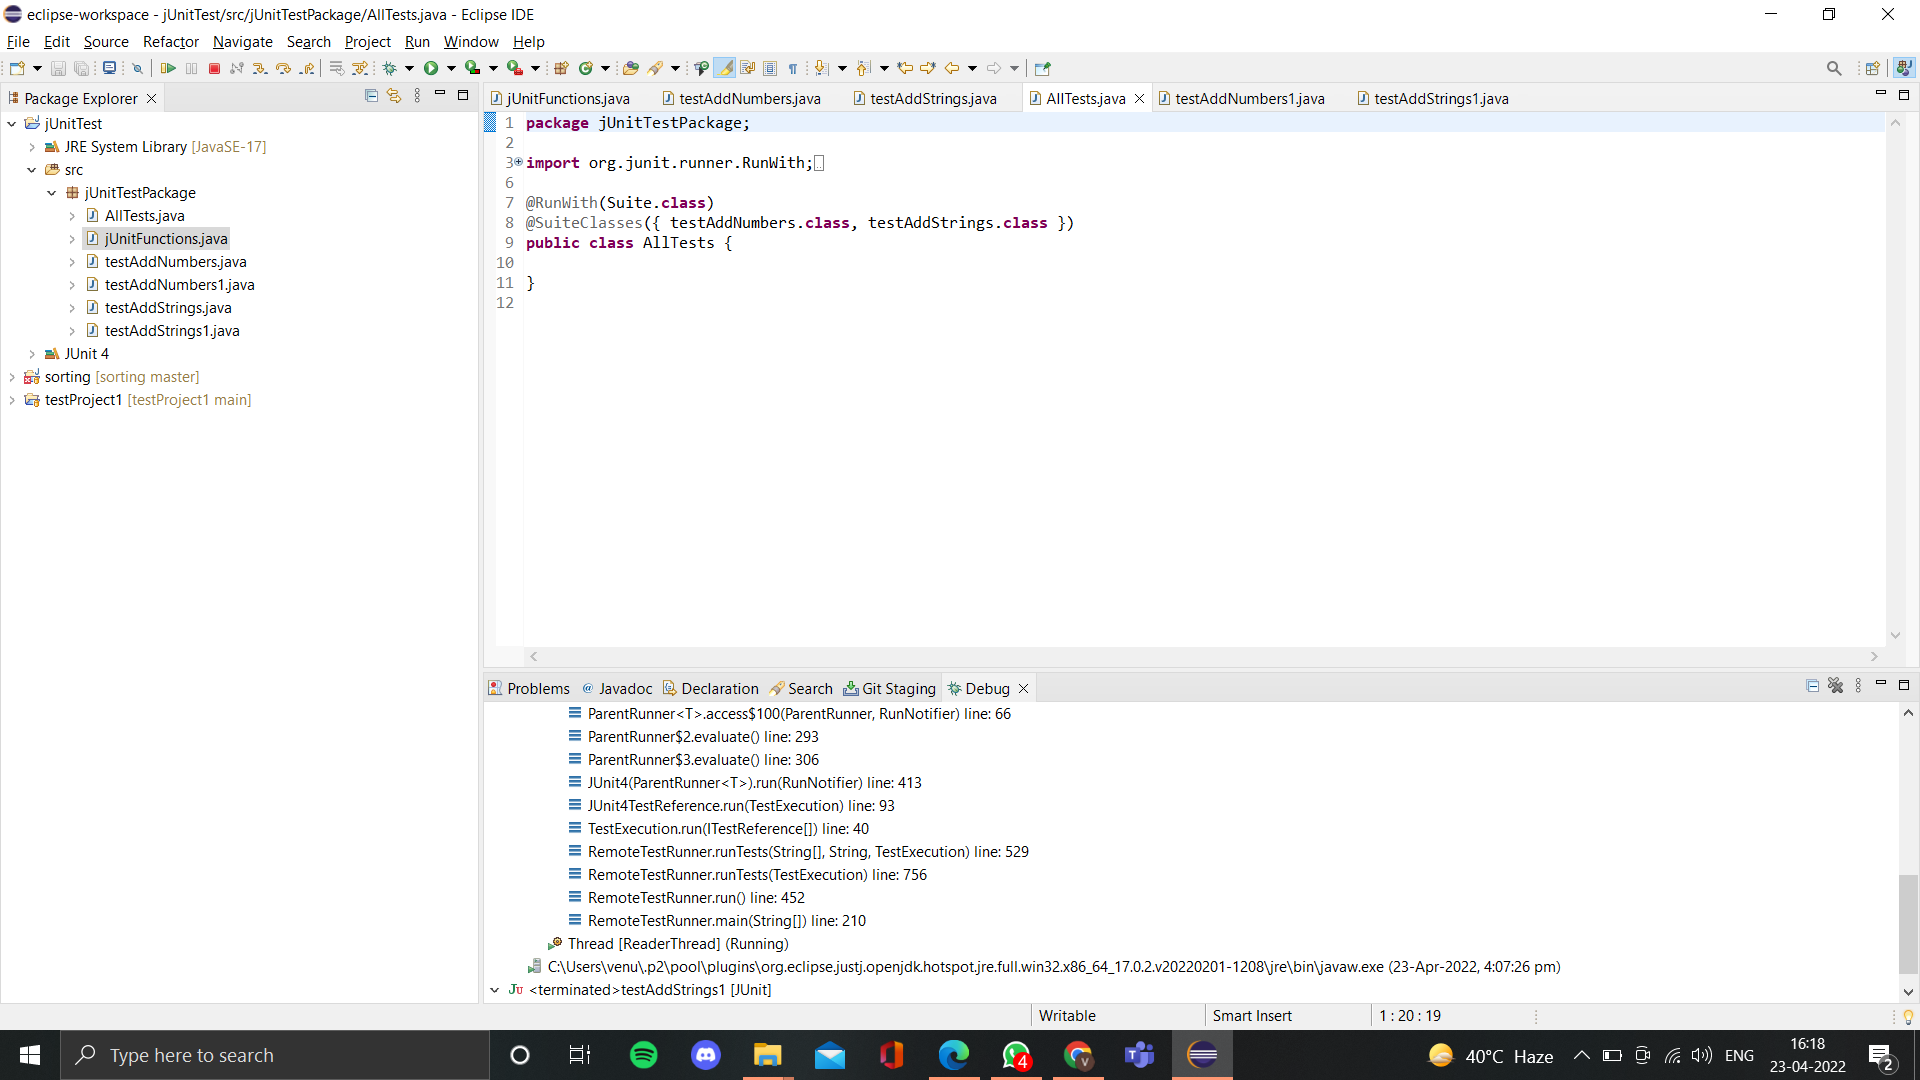 eclipse-workspace - jUnitTest/src/jUnitTestPackage/AllTests.java - Eclipse IDE
File Edit Source Refactor Navigate Search Project Run Window Help
Package Explorer
jUnitTest
JRE System Library [JavaSE-17]
src
jUnitTestPackage
AllTests.java
jUnitFunctions.java
testAddNumbers.java
testAddNumbers1.java
testAddStrings.java
testAddStrings1.java
JUnit 4
sorting [sorting master]
testProject1 [testProject1 main]
jUnitFunctions.java testAddNumbers.java testAddStrings.java AllTests.java testAddNumbers1.java testAddStrings1.java
1 package jUnitTestPackage;
2
3 import org.junit.runner.RunWith;
6
7 @RunWith(Suite.class)
8 @SuiteClasses({ testAddNumbers.class, testAddStrings.class })
9 public class AllTests {
10
11 }
12
Problems @ Javadoc Declaration Search Git Staging Debug
ParentRunner<T>.access$100(ParentRunner, RunNotifier) line: 66
ParentRunner$2.evaluate() line: 293
ParentRunner$3.evaluate() line: 306
JUnit4(ParentRunner<T>).run(RunNotifier) line: 413
JUnit4TestReference.run(TestExecution) line: 93
TestExecution.run(ITestReference[]) line: 40
RemoteTestRunner.runTests(String[], String, TestExecution) line: 529
RemoteTestRunner.runTests(TestExecution) line: 756
RemoteTestRunner.run() line: 452
RemoteTestRunner.main(String[]) line: 210
Thread [ReaderThread] (Running)
C:\Users\venu\.p2\pool\plugins\org.eclipse.justj.openjdk.hotspot.jre.full.win32.x86_64_17.0.2.v20220201-1208\jre\bin\javaw.exe (23-Apr-2022, 4:07:26 pm)
Ju <terminated>testAddStrings1 [JUnit]
Writable Smart Insert 1 : 20 : 19
Type here to search
4
V
40°C Haze
ENG
16:18
23-04-2022
2